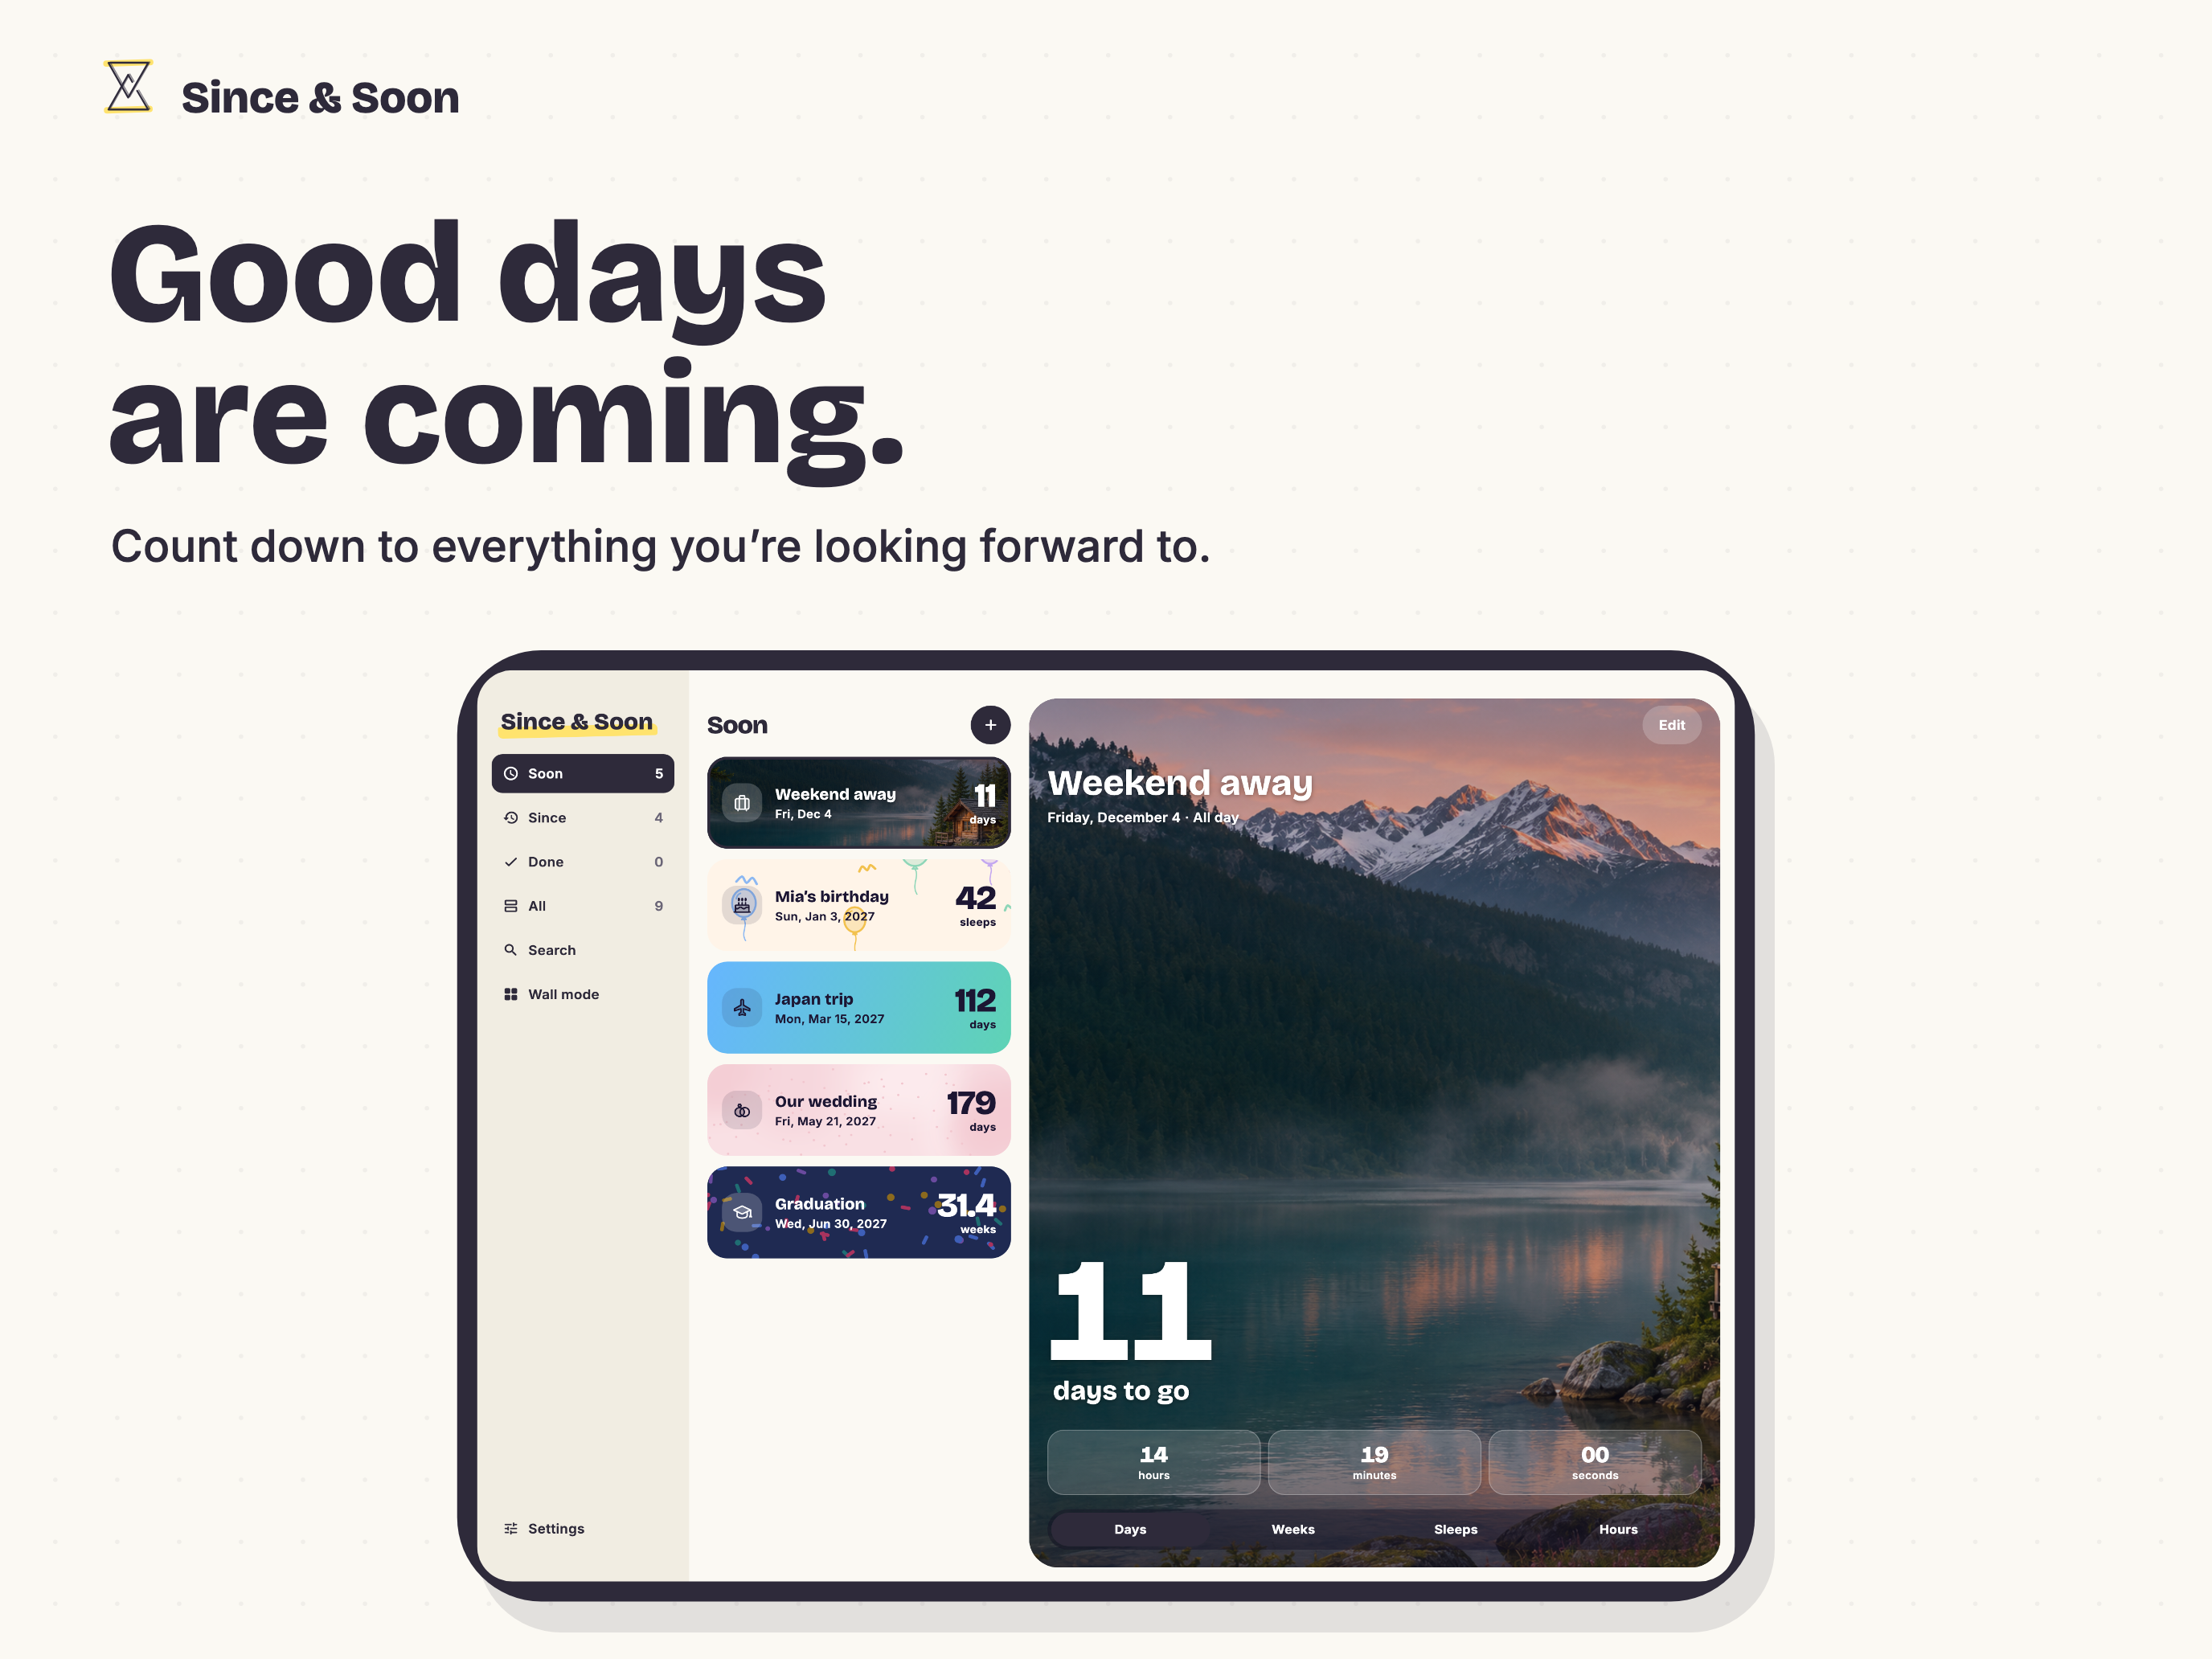 Since & Soon
Good days
are coming.
Count down to everything you’re looking forward to.
Since & Soon
Soon 5
Since 4
Done 0
All 9
Search
Wall mode
Settings
Soon
+
Weekend away
Fri, Dec 4
11
days
Mia’s birthday
Sun, Jan 3, 2027
42
sleeps
Japan trip
Mon, Mar 15, 2027
112
days
Our wedding
Fri, May 21, 2027
179
days
Graduation
Wed, Jun 30, 2027
31.4
weeks
Edit
Weekend away
Friday, December 4 · All day
11
days to go
14
hours
19
minutes
00
seconds
Days Weeks Sleeps Hours